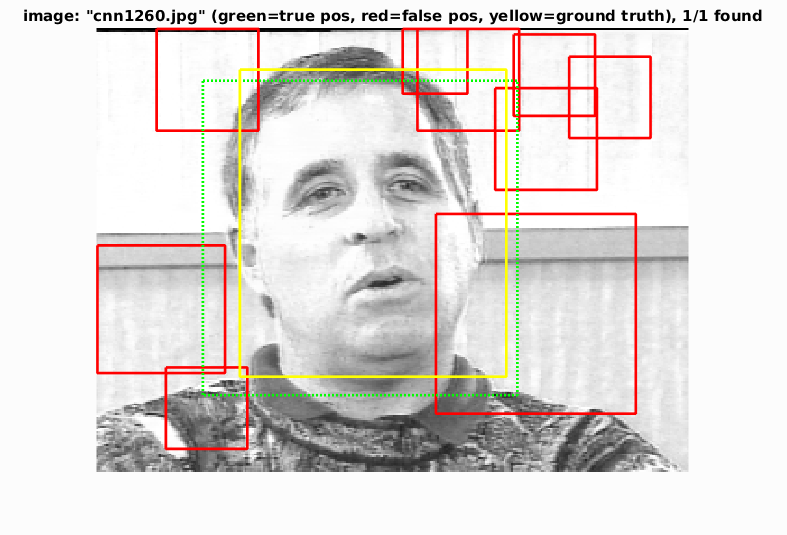 image: "cnn1260.jpg" (green=true pos, red=false pos, yellow=ground truth), 1/1 found